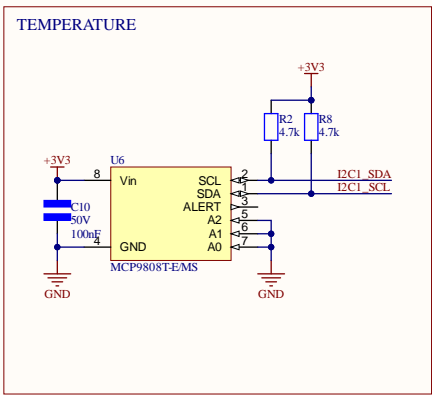 TEMPERATURE
+3V3
R2
4.7k
R8
4.7k
+3V3
U6
8
Vin
SCL
2
I2C1_SDA
SDA
1
I2C1_SCL
ALERT
3
C10
50V
100nF
A2
5
A1
6
4
GND
A0
7
MCP9808T-E/MS
GND
GND